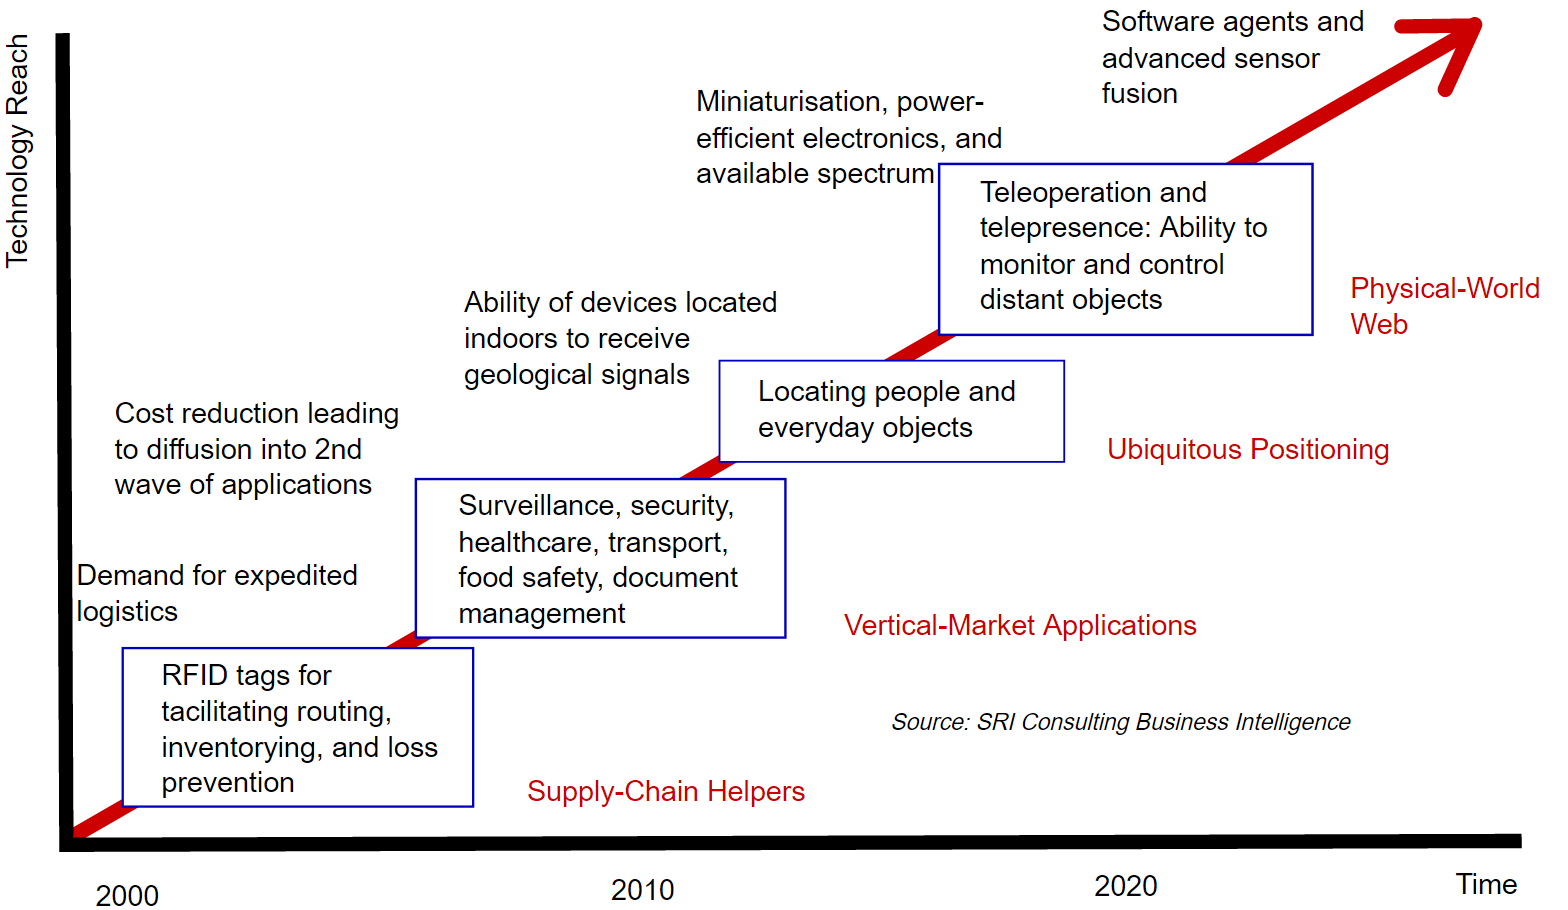 Technology Reach
Software agents and
advanced sensor
fusion
Miniaturisation, power-
efficient electronics, and
available spectrum
Teleoperation and
telepresence: Ability to
monitor and control
distant objects
Physical-World
Web
Ability of devices located
indoors to receive
geological signals
Locating people and
everyday objects
Ubiquitous Positioning
Cost reduction leading
to diffusion into 2nd
wave of applications
Surveillance, security,
healthcare, transport,
food safety, document
management
Vertical-Market Applications
Demand for expedited
logistics
RFID tags for
tacilitating routing,
inventorying, and loss
prevention
Supply-Chain Helpers
Source: SRI Consulting Business Intelligence
2000
2010
2020
Time